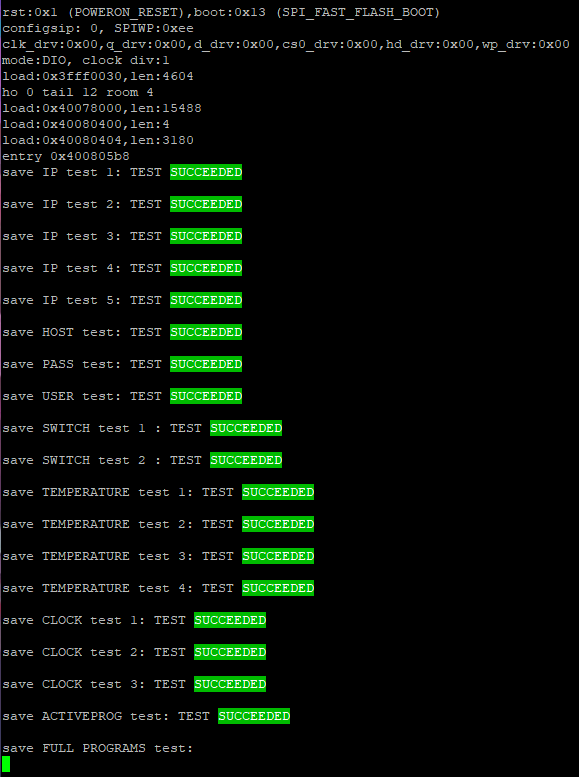 rst:0x1 (POWERON_RESET),boot:0x13 (SPI_FAST_FLASH_BOOT)
configsip: 0, SPIWP:0xee
clk_drv:0x00,q_drv:0x00,d_drv:0x00,cs0_drv:0x00,hd_drv:0x00,wp_drv:0x00
mode:DIO, clock div:1
load:0x3fff0030,len:4604
ho 0 tail 12 room 4
load:0x40078000,len:15488
load:0x40080400,len:4
load:0x40080404,len:3180
entry 0x400805b8
save IP test 1: TEST SUCCEEDED
save IP test 2: TEST SUCCEEDED
save IP test 3: TEST SUCCEEDED
save IP test 4: TEST SUCCEEDED
save IP test 5: TEST SUCCEEDED
save HOST test: TEST SUCCEEDED
save PASS test: TEST SUCCEEDED
save USER test: TEST SUCCEEDED
save SWITCH test 1 : TEST SUCCEEDED
save SWITCH test 2 : TEST SUCCEEDED
save TEMPERATURE test 1: TEST SUCCEEDED
save TEMPERATURE test 2: TEST SUCCEEDED
save TEMPERATURE test 3: TEST SUCCEEDED
save TEMPERATURE test 4: TEST SUCCEEDED
save CLOCK test 1: TEST SUCCEEDED
save CLOCK test 2: TEST SUCCEEDED
save CLOCK test 3: TEST SUCCEEDED
save ACTIVEPROG test: TEST SUCCEEDED
save FULL PROGRAMS test: